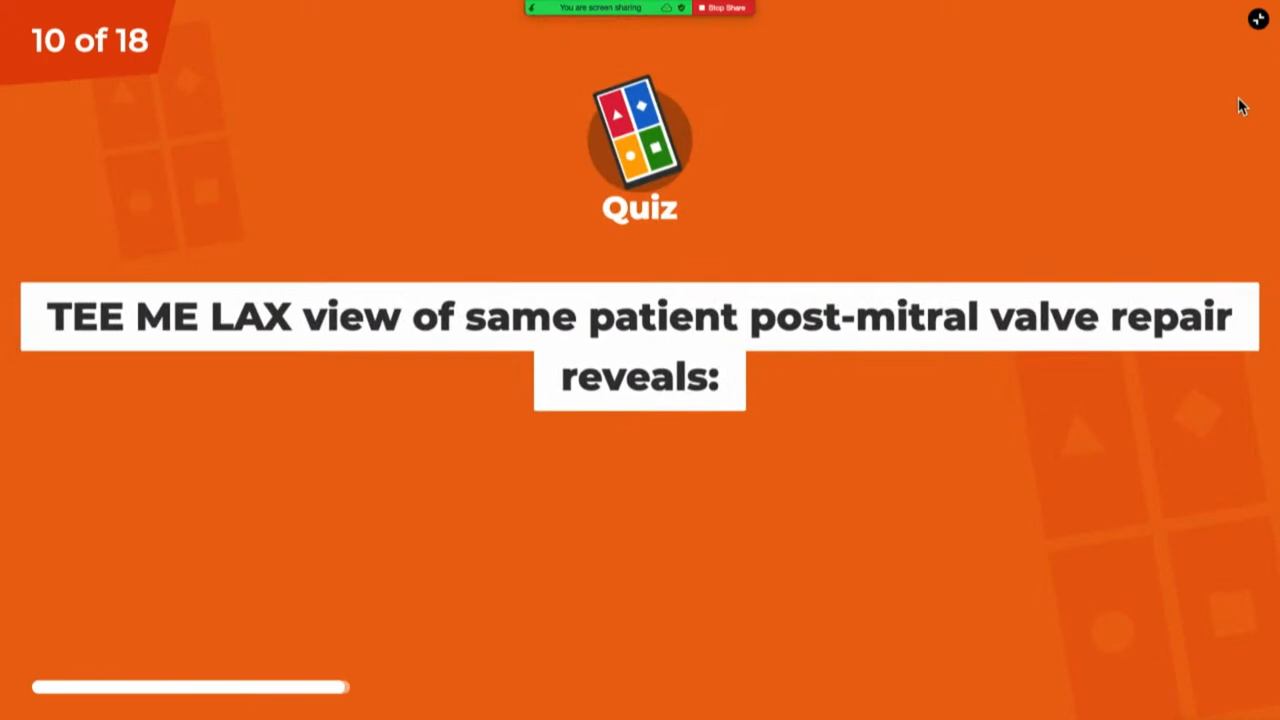 You are screen sharing
Stop Share
10 of 18
Quiz
TEE ME LAX view of same patient post-mitral valve repair
reveals: